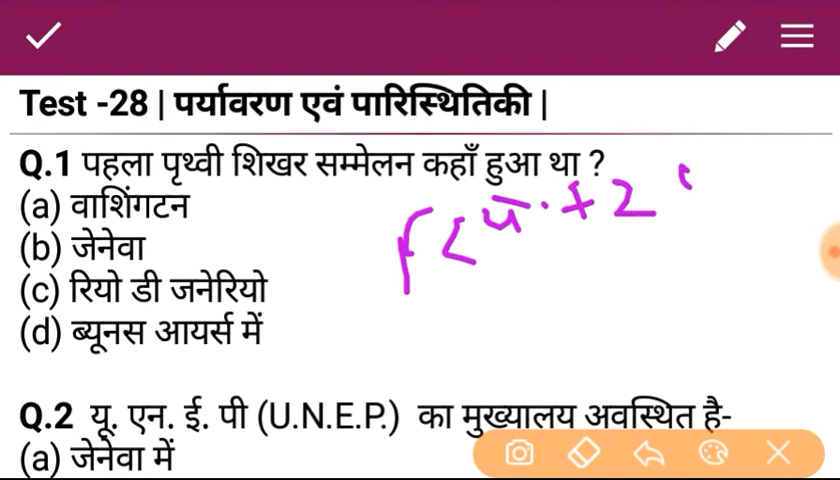 Test -28 | पर्यावरण एवं पारिस्थितिकी |
Q.1 पहला पृथ्वी शिखर सम्मेलन कहाँ हुआ था ?
(a) वाशिंगटन
(b) जेनेवा
(c) रियो डी जनेरियो
(d) ब्यूनस आयर्स में
Q.2 यू. एन. ई. पी (U.N.E.P.) का मुख्यालय अवस्थित है-
(a) जेनेवा में